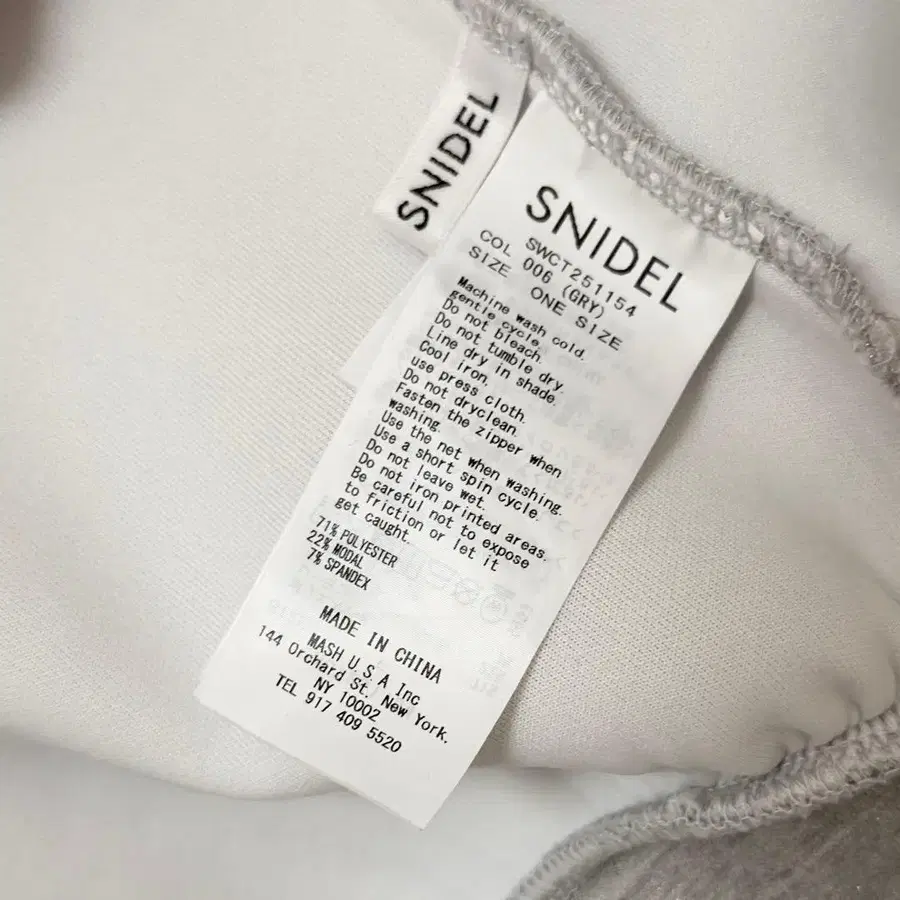 SNIDEL
SNIDEL
SWCT251154
COL 006 (GRY)
SIZE ONE SIZE
Machine wash cold.
gentle cycle.
Do not bleach.
Do not tumble dry.
Line dry in shade.
Cool iron.
use press cloth.
Do not dryclean.
Fasten the zipper when
washing.
Use the net when washing.
Use a short spin cycle.
Do not leave wet.
Do not iron printed areas.
Be careful not to expose
to friction or let it
get caught.
71% POLYESTER
22% MODAL
7% SPANDEX
MADE IN CHINA
MASH U.S.A Inc
144 Orchard St. New York.
NY 10002
TEL 917 409 5520